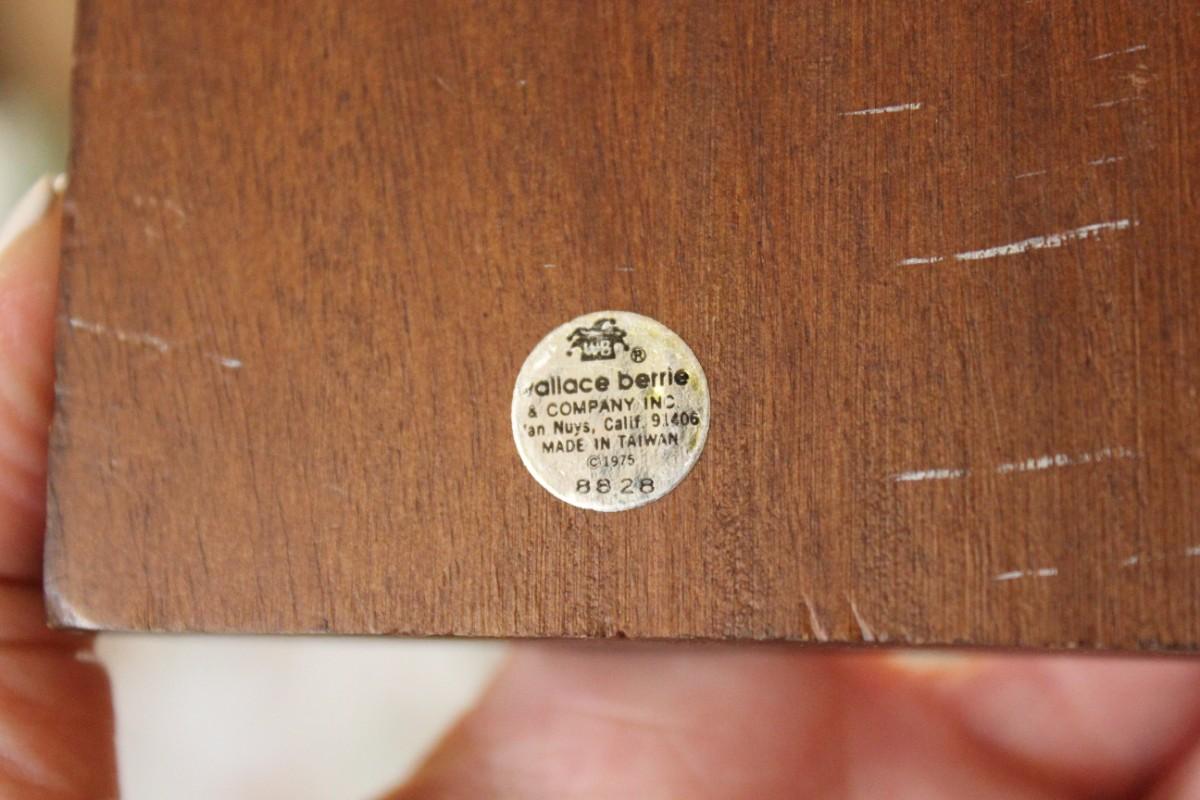 WB ®
wallace berrie
& COMPANY INC.
Van Nuys, Calif. 91406
MADE IN TAIWAN
©1975
8828